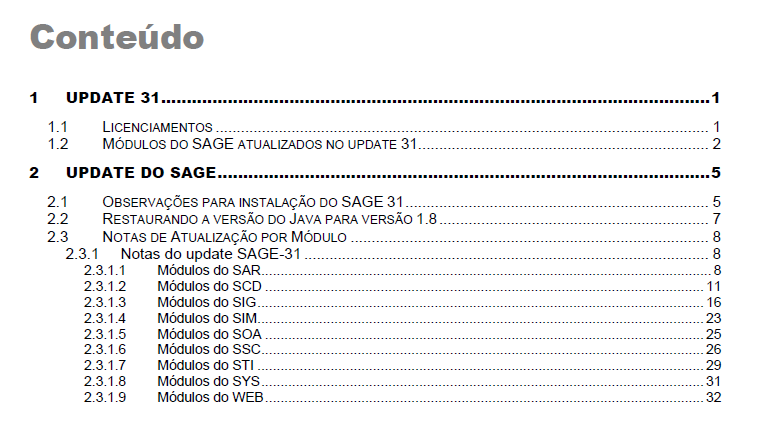 Conteúdo
1 UPDATE 31 1
1.1 Licenciamentos 1
1.2 Módulos do SAGE atualizados no update 31 2
2 UPDATE DO SAGE 5
2.1 Observações para instalação do SAGE 31 5
2.2 Restaurando a versão do Java para versão 1.8 7
2.3 Notas de Atualização por Módulo 8
2.3.1 Notas do update SAGE-31 8
2.3.1.1 Módulos do SAR 8
2.3.1.2 Módulos do SCD 11
2.3.1.3 Módulos do SIG 16
2.3.1.4 Módulos do SIM 23
2.3.1.5 Módulos do SOA 25
2.3.1.6 Módulos do SSC 26
2.3.1.7 Módulos do STI 29
2.3.1.8 Módulos do SYS 31
2.3.1.9 Módulos do WEB 32